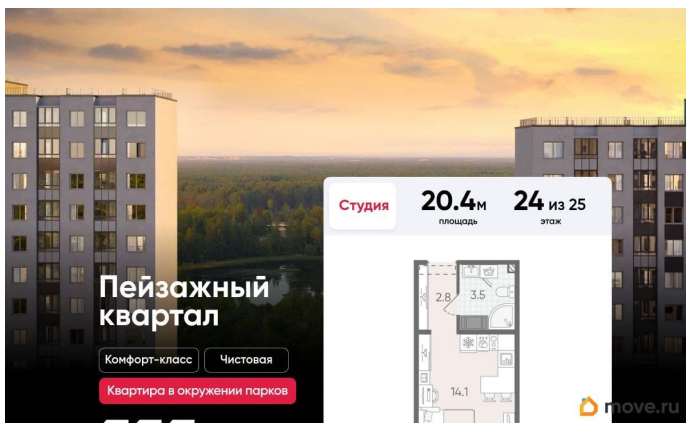 Студия
20.4м
площадь
24 из 25
этаж
Пейзажный
квартал
2.8
3.5
Комфорт-класс
Чистовая
Квартира в окружении парков
14.1
move.ru